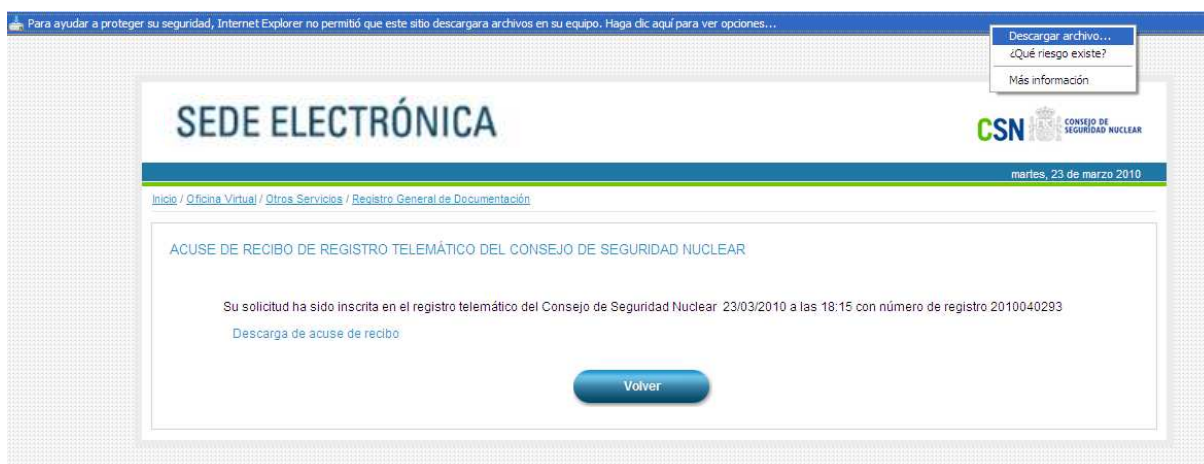 Para ayudar a proteger su seguridad, Internet Explorer no permitió que este sitio descargara archivos en su equipo. Haga clic aquí para ver opciones...
Descargar archivo...
¿Qué riesgo existe?
Más información
SEDE ELECTRÓNICA
CSN CONSEJO DE
SEGURIDAD NUCLEAR
martes, 23 de marzo 2010
Inicio / Oficina Virtual / Otros Servicios / Registro General de Documentación
ACUSE DE RECIBO DE REGISTRO TELEMÁTICO DEL CONSEJO DE SEGURIDAD NUCLEAR
Su solicitud ha sido inscrita en el registro telemático del Consejo de Seguridad Nuclear 23/03/2010 a las 18:15 con número de registro 2010040293
Descarga de acuse de recibo
Volver